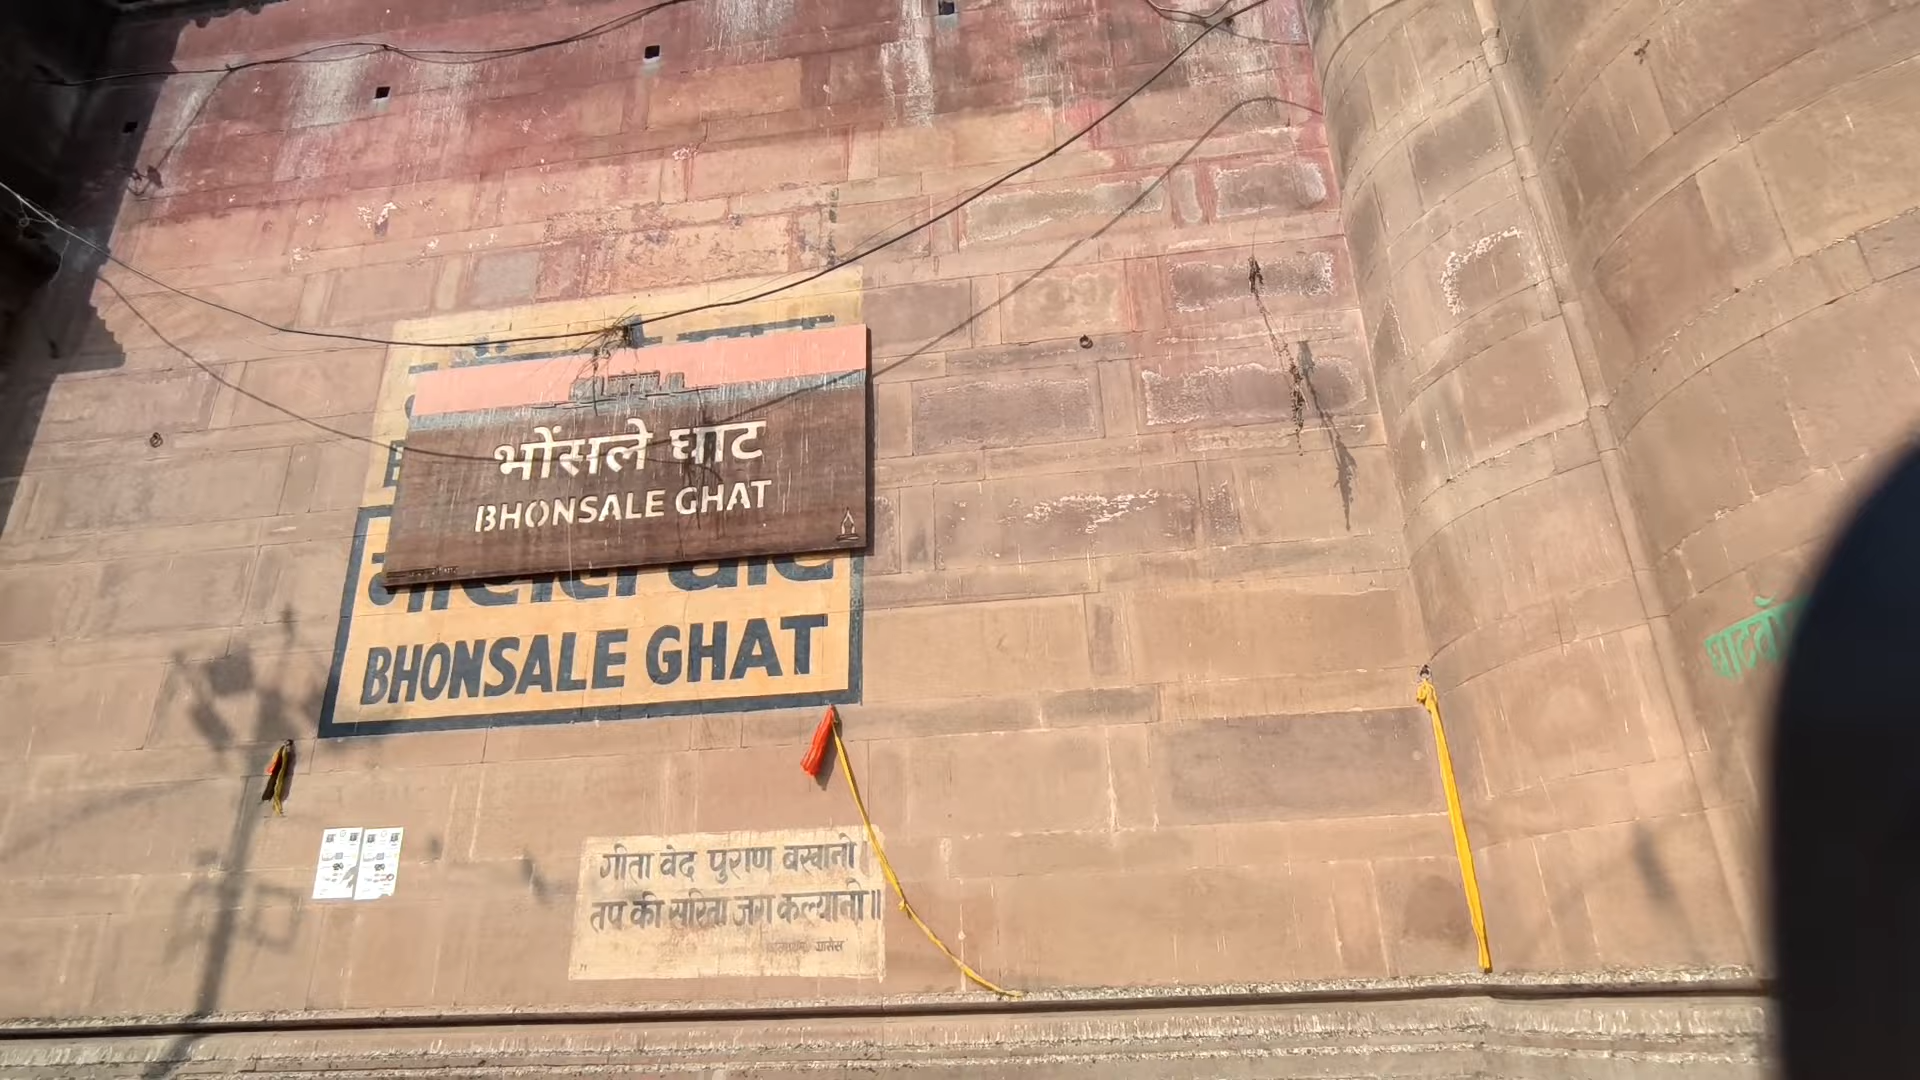 भोंसले घाट
BHONSALE GHAT
BHONSALE GHAT
गीता वेद पुराण बखानी।
तप की सरिता जग कल्यानी॥